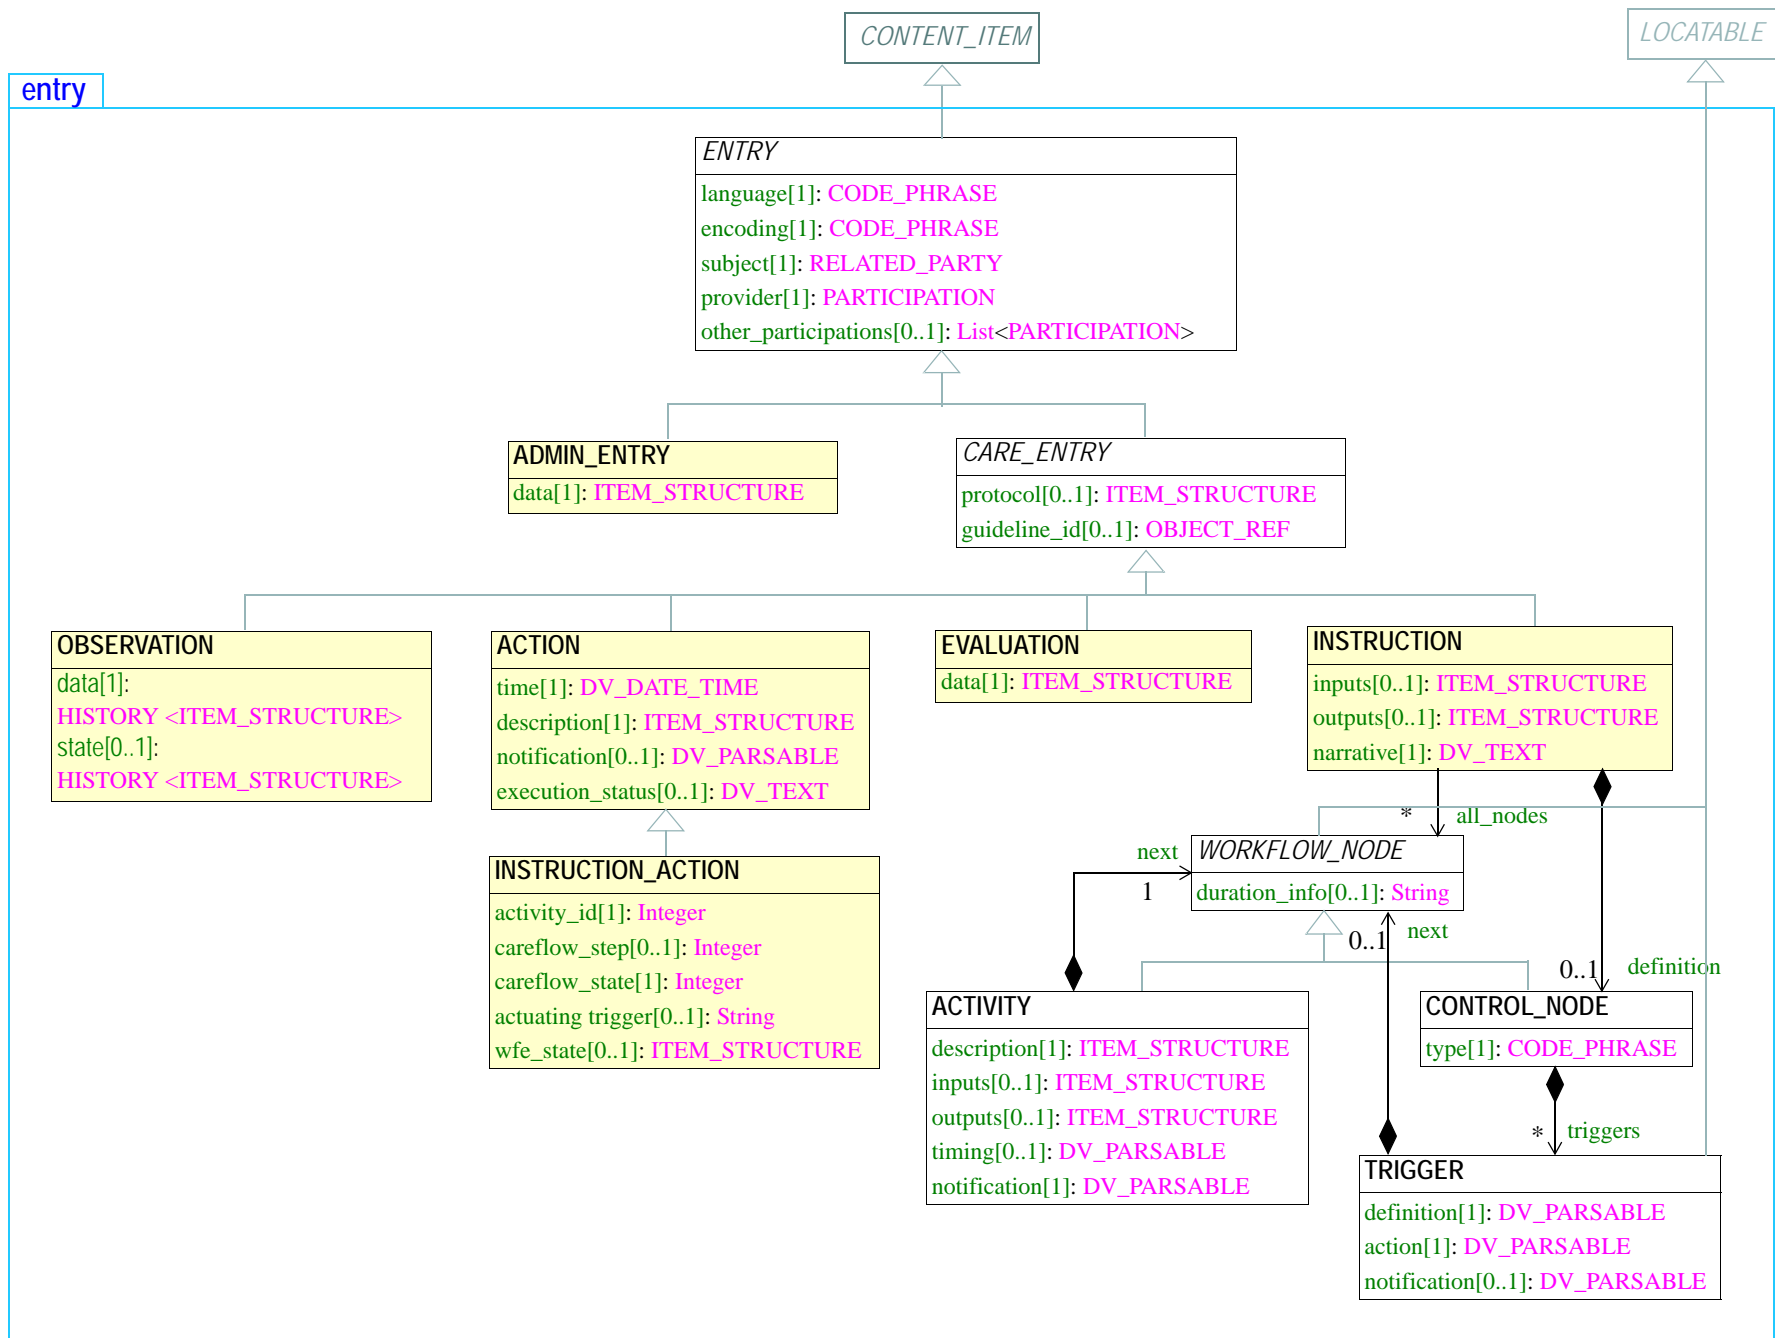 CONTENT_ITEM
LOCATABLE
entry
ENTRY
language[1]: CODE_PHRASE
encoding[1]: CODE_PHRASE
subject[1]: RELATED_PARTY
provider[1]: PARTICIPATION
other_participations[0..1]: List<PARTICIPATION>
ADMIN_ENTRY
data[1]: ITEM_STRUCTURE
CARE_ENTRY
protocol[0..1]: ITEM_STRUCTURE
guideline_id[0..1]: OBJECT_REF
OBSERVATION
data[1]:
HISTORY <ITEM_STRUCTURE>
state[0..1]:
HISTORY <ITEM_STRUCTURE>
ACTION
time[1]: DV_DATE_TIME
description[1]: ITEM_STRUCTURE
notification[0..1]: DV_PARSABLE
execution_status[0..1]: DV_TEXT
EVALUATION
data[1]: ITEM_STRUCTURE
INSTRUCTION
inputs[0..1]: ITEM_STRUCTURE
outputs[0..1]: ITEM_STRUCTURE
narrative[1]: DV_TEXT
* all_nodes
INSTRUCTION_ACTION
activity_id[1]: Integer
careflow_step[0..1]: Integer
careflow_state[1]: Integer
actuating trigger[0..1]: String
wfe_state[0..1]: ITEM_STRUCTURE
next
1
WORKFLOW_NODE
duration_info[0..1]: String
0..1 next
0..1 definition
ACTIVITY
description[1]: ITEM_STRUCTURE
inputs[0..1]: ITEM_STRUCTURE
outputs[0..1]: ITEM_STRUCTURE
timing[0..1]: DV_PARSABLE
notification[1]: DV_PARSABLE
CONTROL_NODE
type[1]: CODE_PHRASE
* triggers
TRIGGER
definition[1]: DV_PARSABLE
action[1]: DV_PARSABLE
notification[0..1]: DV_PARSABLE